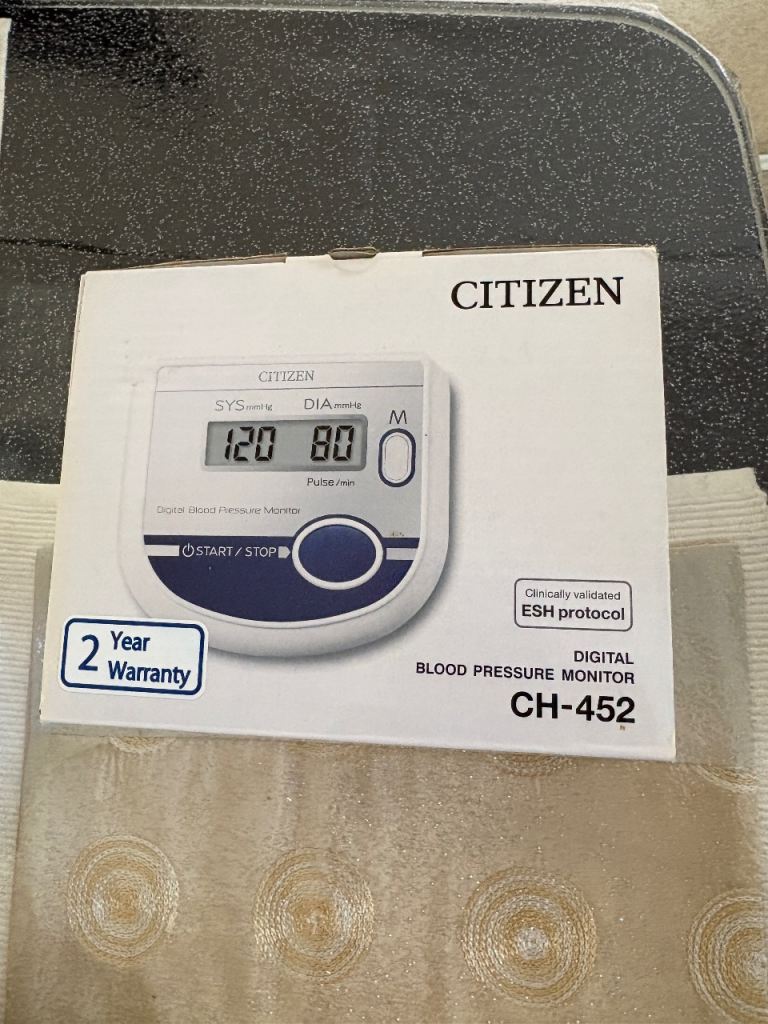 CITIZEN
CITIZEN
SYS mmHg DIA mmHg
M
120 80
Pulse/min
Digital Blood Pressure Monitor
START / STOP
Clinically validated
ESH protocol
2 Year
Warranty
DIGITAL
BLOOD PRESSURE MONITOR
CH-452